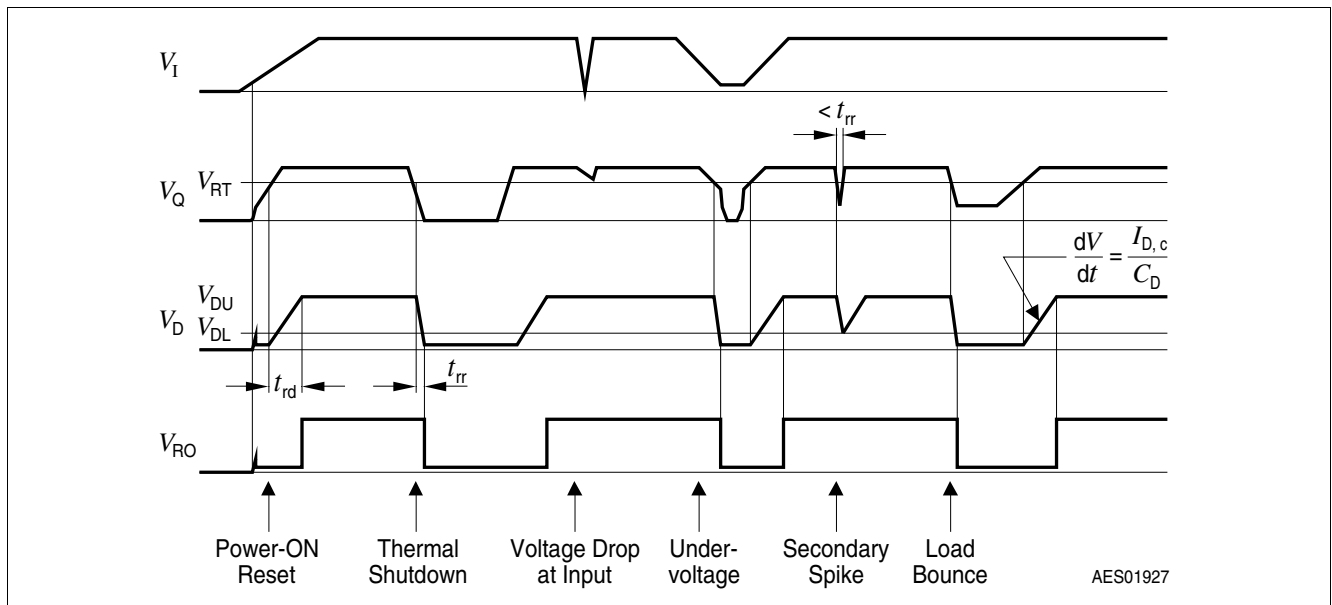 V_I
< t_rr
V_Q V_RT
dV/dt = I_D, c/C_D
V_DU
V_D V_DL
t_rd t_rr
V_RO
Power-ON Thermal Voltage Drop Under- Secondary Load
Reset Shutdown at Input voltage Spike Bounce AES01927